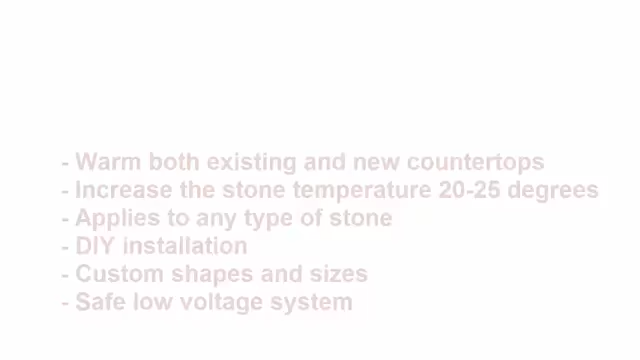 - Warm both existing and new countertops
- Increase the stone temperature 20-25 degrees
- Applies to any type of stone
- DIY installation
- Custom shapes and sizes
- Safe low voltage system